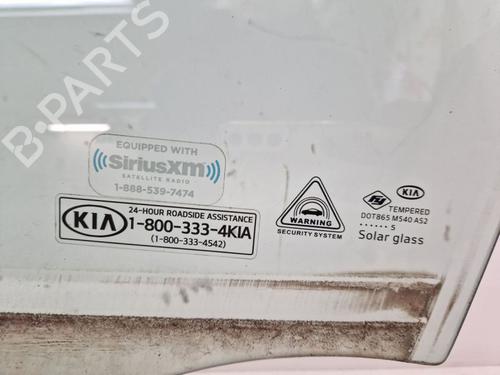 B-PARTS
EQUIPPED WITH
SiriusXM
SATELLITE RADIO
1-888-539-7474
KIA
24-HOUR ROADSIDE ASSISTANCE
1-800-333-4KIA
(1-800-333-4542)
WARNING
SECURITY SYSTEM
KIA
TEMPERED
DOT865 M540 AS2
...... 5
Solar glass